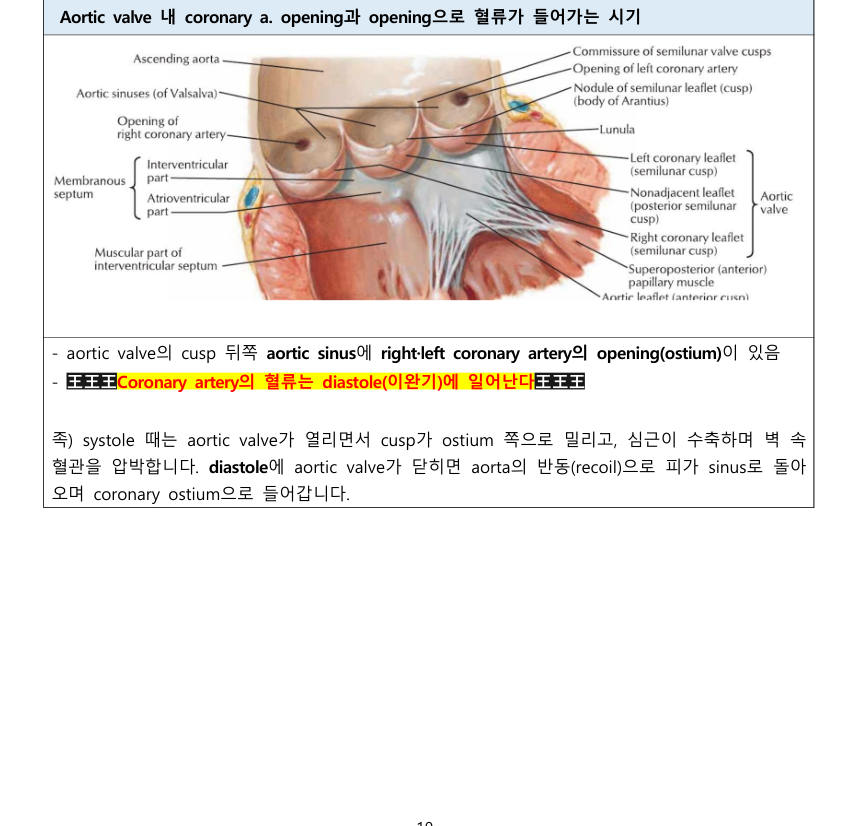 Aortic valve 내 coronary a. opening과 opening으로 혈류가 들어가는 시기
Ascending aorta
Aortic sinuses (of Valsalva)
Opening of
right coronary artery
Membranous
septum
Interventricular
part
Atrioventricular
part
Muscular part of
interventricular septum
Commissure of semilunar valve cusps
Opening of left coronary artery
Nodule of semilunar leaflet (cusp)
(body of Arantius)
Lunula
Left coronary leaflet
(semilunar cusp)
Nonadjacent leaflet
(posterior semilunar
cusp)
Right coronary leaflet
(semilunar cusp)
Aortic
valve
Superoposterior (anterior)
papillary muscle
Aortic leaflet (anterior cusp)
- aortic valve의 cusp 뒤쪽 aortic sinus에 right·left coronary artery의 opening(ostium)이 있음
- 王王王Coronary artery의 혈류는 diastole(이완기)에 일어난다王王王
족) systole 때는 aortic valve가 열리면서 cusp가 ostium 쪽으로 밀리고, 심근이 수축하며 벽 속
혈관을 압박합니다. diastole에 aortic valve가 닫히면 aorta의 반동(recoil)으로 피가 sinus로 돌아
오며 coronary ostium으로 들어갑니다.